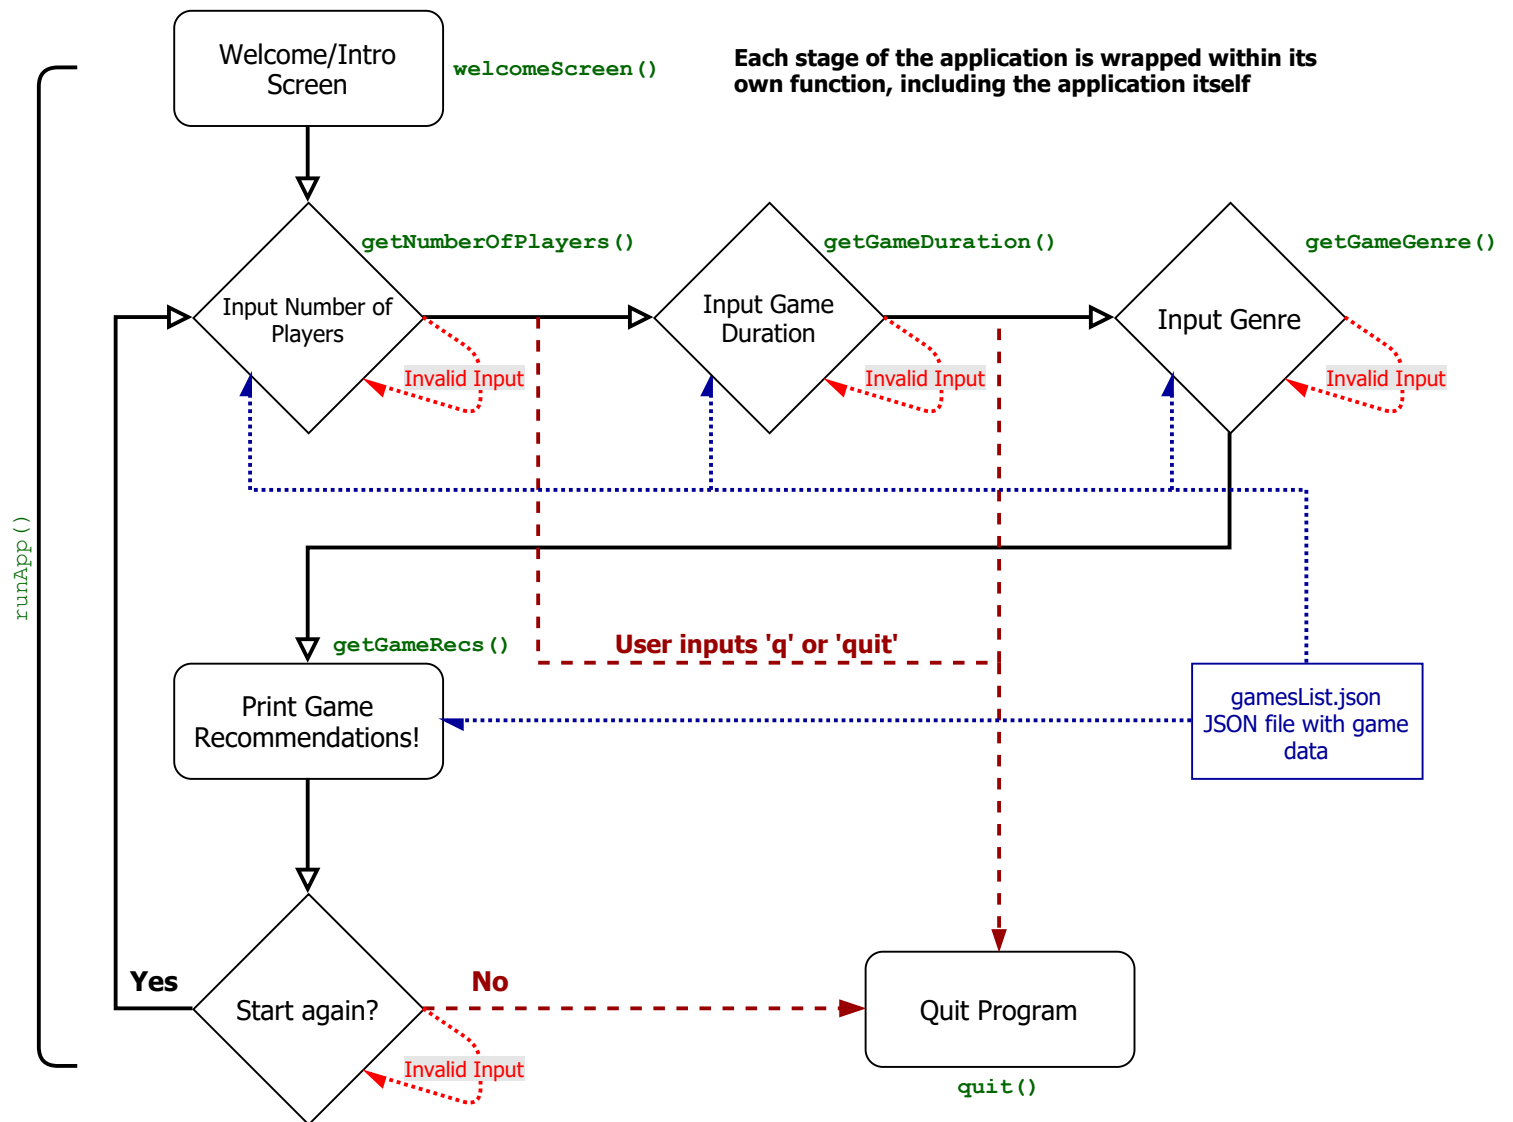 Welcome/Intro
Screen
welcomeScreen()
Each stage of the application is wrapped within its
own function, including the application itself
getNumberOfPlayers()
getGameDuration()
getGameGenre()
Input Number of
Players
Input Game
Duration
Input Genre
Invalid Input
Invalid Input
Invalid Input
runApp()
getGameRecs()
User inputs 'q' or 'quit'
Print Game
Recommendations!
gamesList.json
JSON file with game
data
Yes
No
Start again?
Quit Program
Invalid Input
quit()